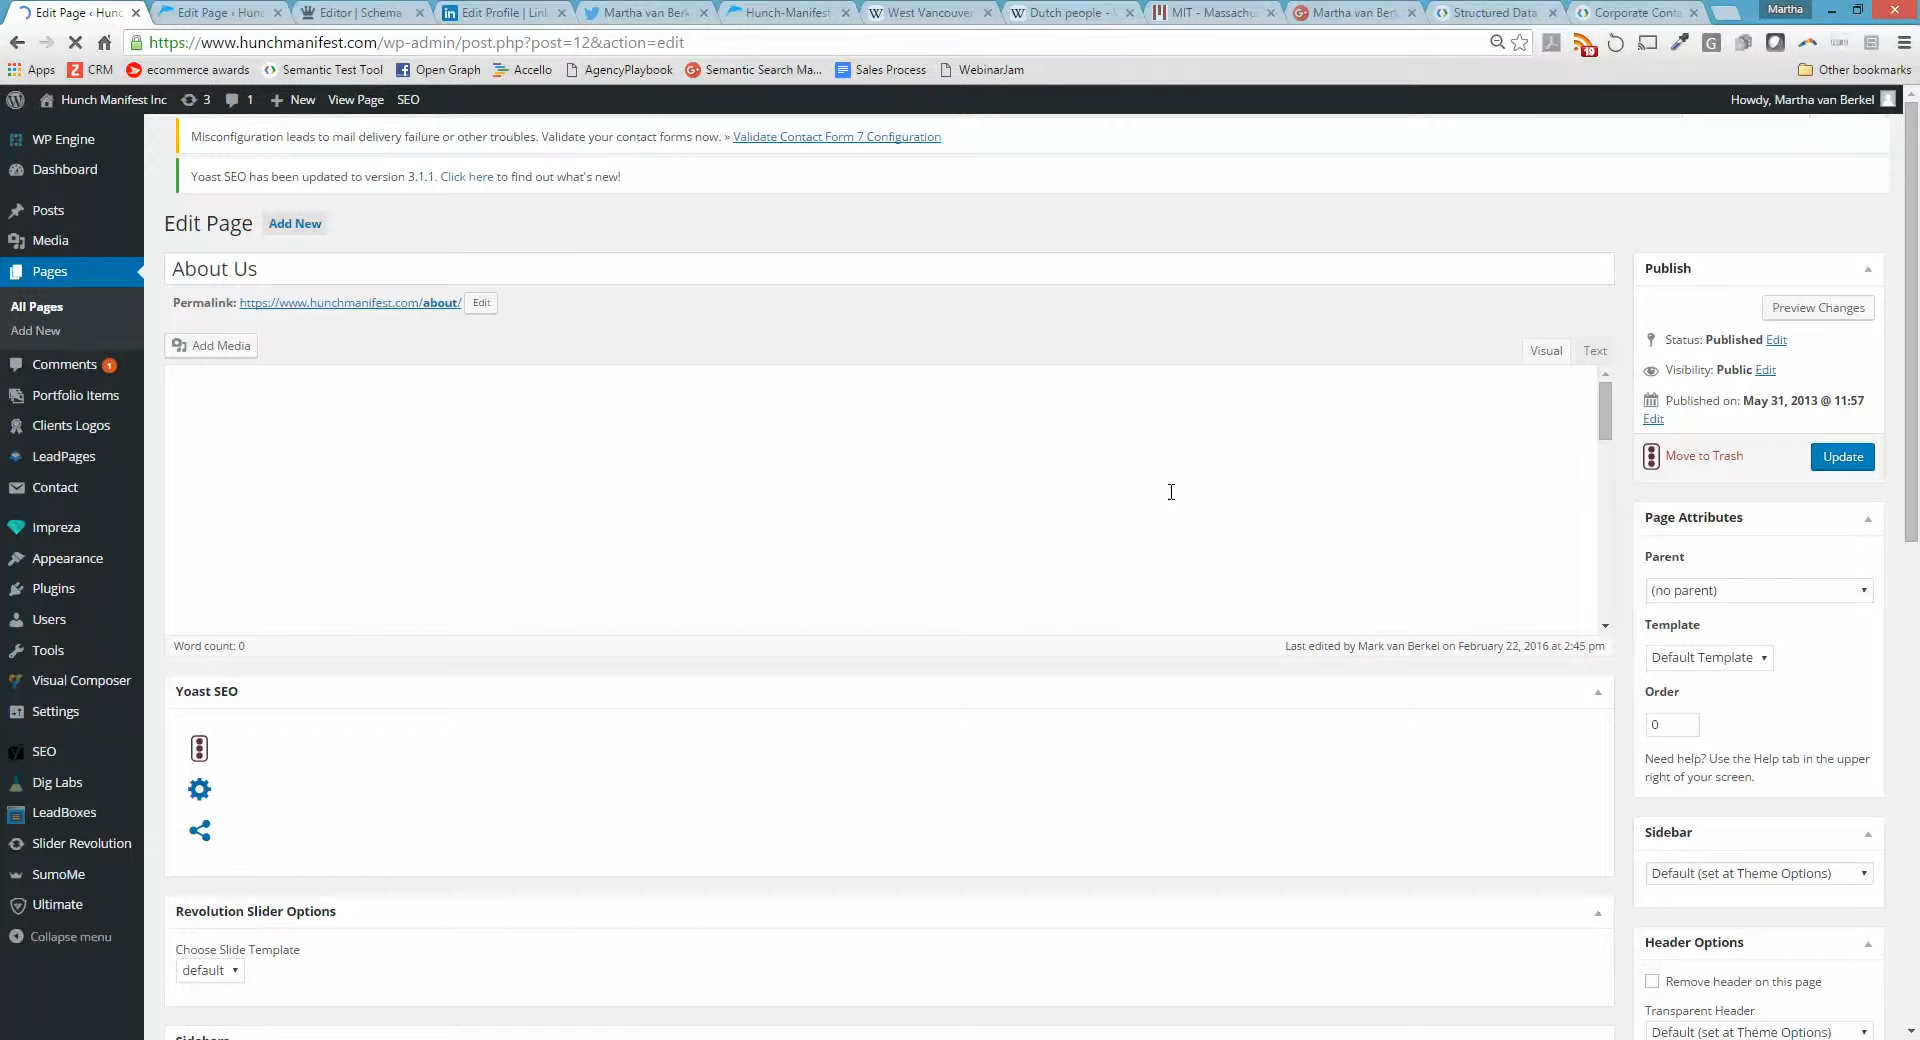 Edit Page ‹ Hunc
Edit Page ‹ Hunc
Editor | Schema
Edit Profile | Lin
Martha van Berk
Hunch-Manifest
West Vancouver
Dutch people -
MIT - Massachu
Martha van Berk
Structured Data
Corporate Conta
Martha
https://www.hunchmanifest.com/wp-admin/post.php?post=12&action=edit
19
Apps
CRM
ecommerce awards
Semantic Test Tool
Open Graph
Accello
AgencyPlaybook
Semantic Search Ma...
Sales Process
WebinarJam
Other bookmarks
Hunch Manifest Inc
3
1
New
View Page
SEO
Howdy, Martha van Berkel
WP Engine
Dashboard
Posts
Media
Pages
All Pages
Add New
Comments 1
Portfolio Items
Clients Logos
LeadPages
Contact
Impreza
Appearance
Plugins
Users
Tools
Visual Composer
Settings
SEO
Dig Labs
LeadBoxes
Slider Revolution
SumoMe
Ultimate
Collapse menu
Misconfiguration leads to mail delivery failure or other troubles. Validate your contact forms now. » Validate Contact Form 7 Configuration
Yoast SEO has been updated to version 3.1.1. Click here to find out what's new!
Edit Page Add New
About Us
Permalink: https://www.hunchmanifest.com/about/ Edit
Add Media
Visual Text
Word count: 0
Last edited by Mark van Berkel on February 22, 2016 at 2:45 pm
Yoast SEO
Revolution Slider Options
Choose Slide Template
default
Publish
Preview Changes
Status: Published Edit
Visibility: Public Edit
Published on: May 31, 2013 @ 11:57
Edit
Move to Trash
Update
Page Attributes
Parent
(no parent)
Template
Default Template
Order
0
Need help? Use the Help tab in the upper
right of your screen.
Sidebar
Default (set at Theme Options)
Header Options
Remove header on this page
Transparent Header
Default (set at Theme Options)